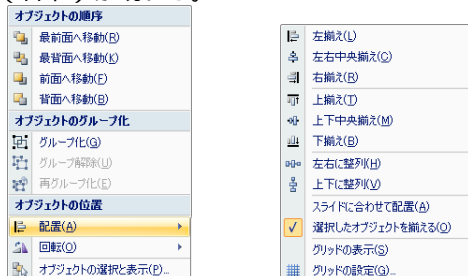 オブジェクトの順序
最前面へ移動(R)
最背面へ移動(K)
前面へ移動(F)
背面へ移動(B)
オブジェクトのグループ化
グループ化(G)
グループ解除(U)
再グループ化(E)
オブジェクトの位置
配置(A)
回転(O)
オブジェクトの選択と表示(P)...
左揃え(L)
左右中央揃え(C)
右揃え(R)
上揃え(T)
上下中央揃え(M)
下揃え(B)
左右に整列(H)
上下に整列(V)
スライドに合わせて配置(A)
選択したオブジェクトを揃える(O)
グリッドの表示(S)
グリッドの設定(G)...